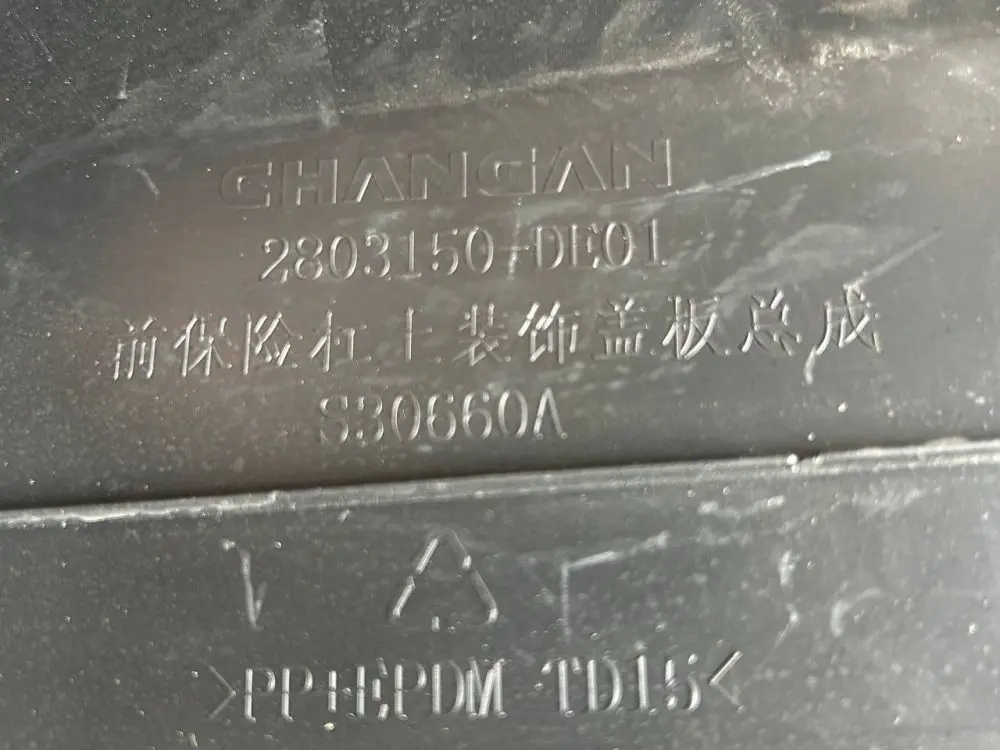 CHANGAN
2803150-DE01
前保险杠上装饰盖板总成
S30660A
>PP+EPDM TD15<